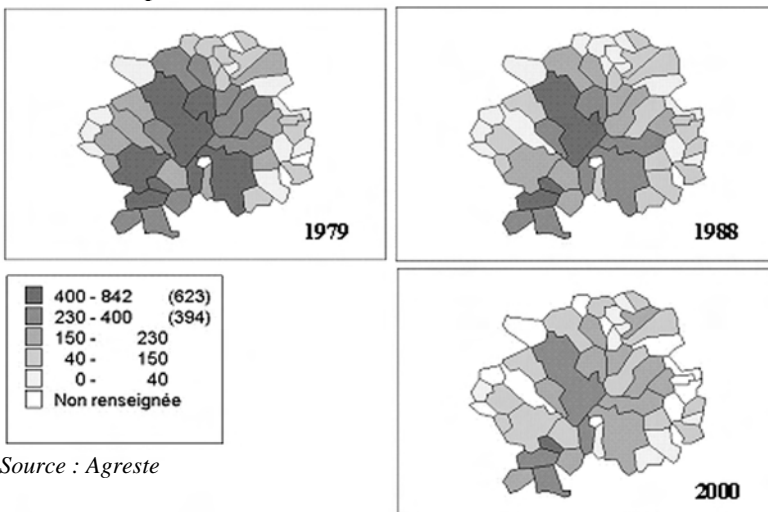 1979
1988
400 - 842 (623)
230 - 400 (394)
150 - 230
40 - 150
0 - 40
Non renseignée
Source : Agreste
2000